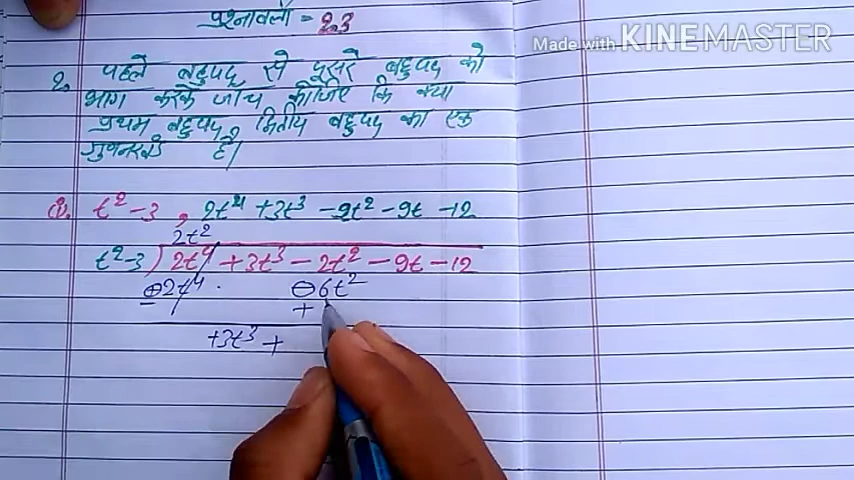 प्रश्नावली = 2.3
Made with KINEMASTER
2. पहले बहुपद से दूसरे बहुपद को
भाग करके जाँच कीजिए कि क्या
प्रथम बहुपद, द्वितीय बहुपद का एक
गुणनखंड है।
(i). t² - 3 , 2t⁴ + 3t³ - 2t² - 9t - 12
2t²
t² - 3 ) 2t⁴ + 3t³ - 2t² - 9t - 12
⊕2t⁴ ⊖6t²
- +
+3t³ +